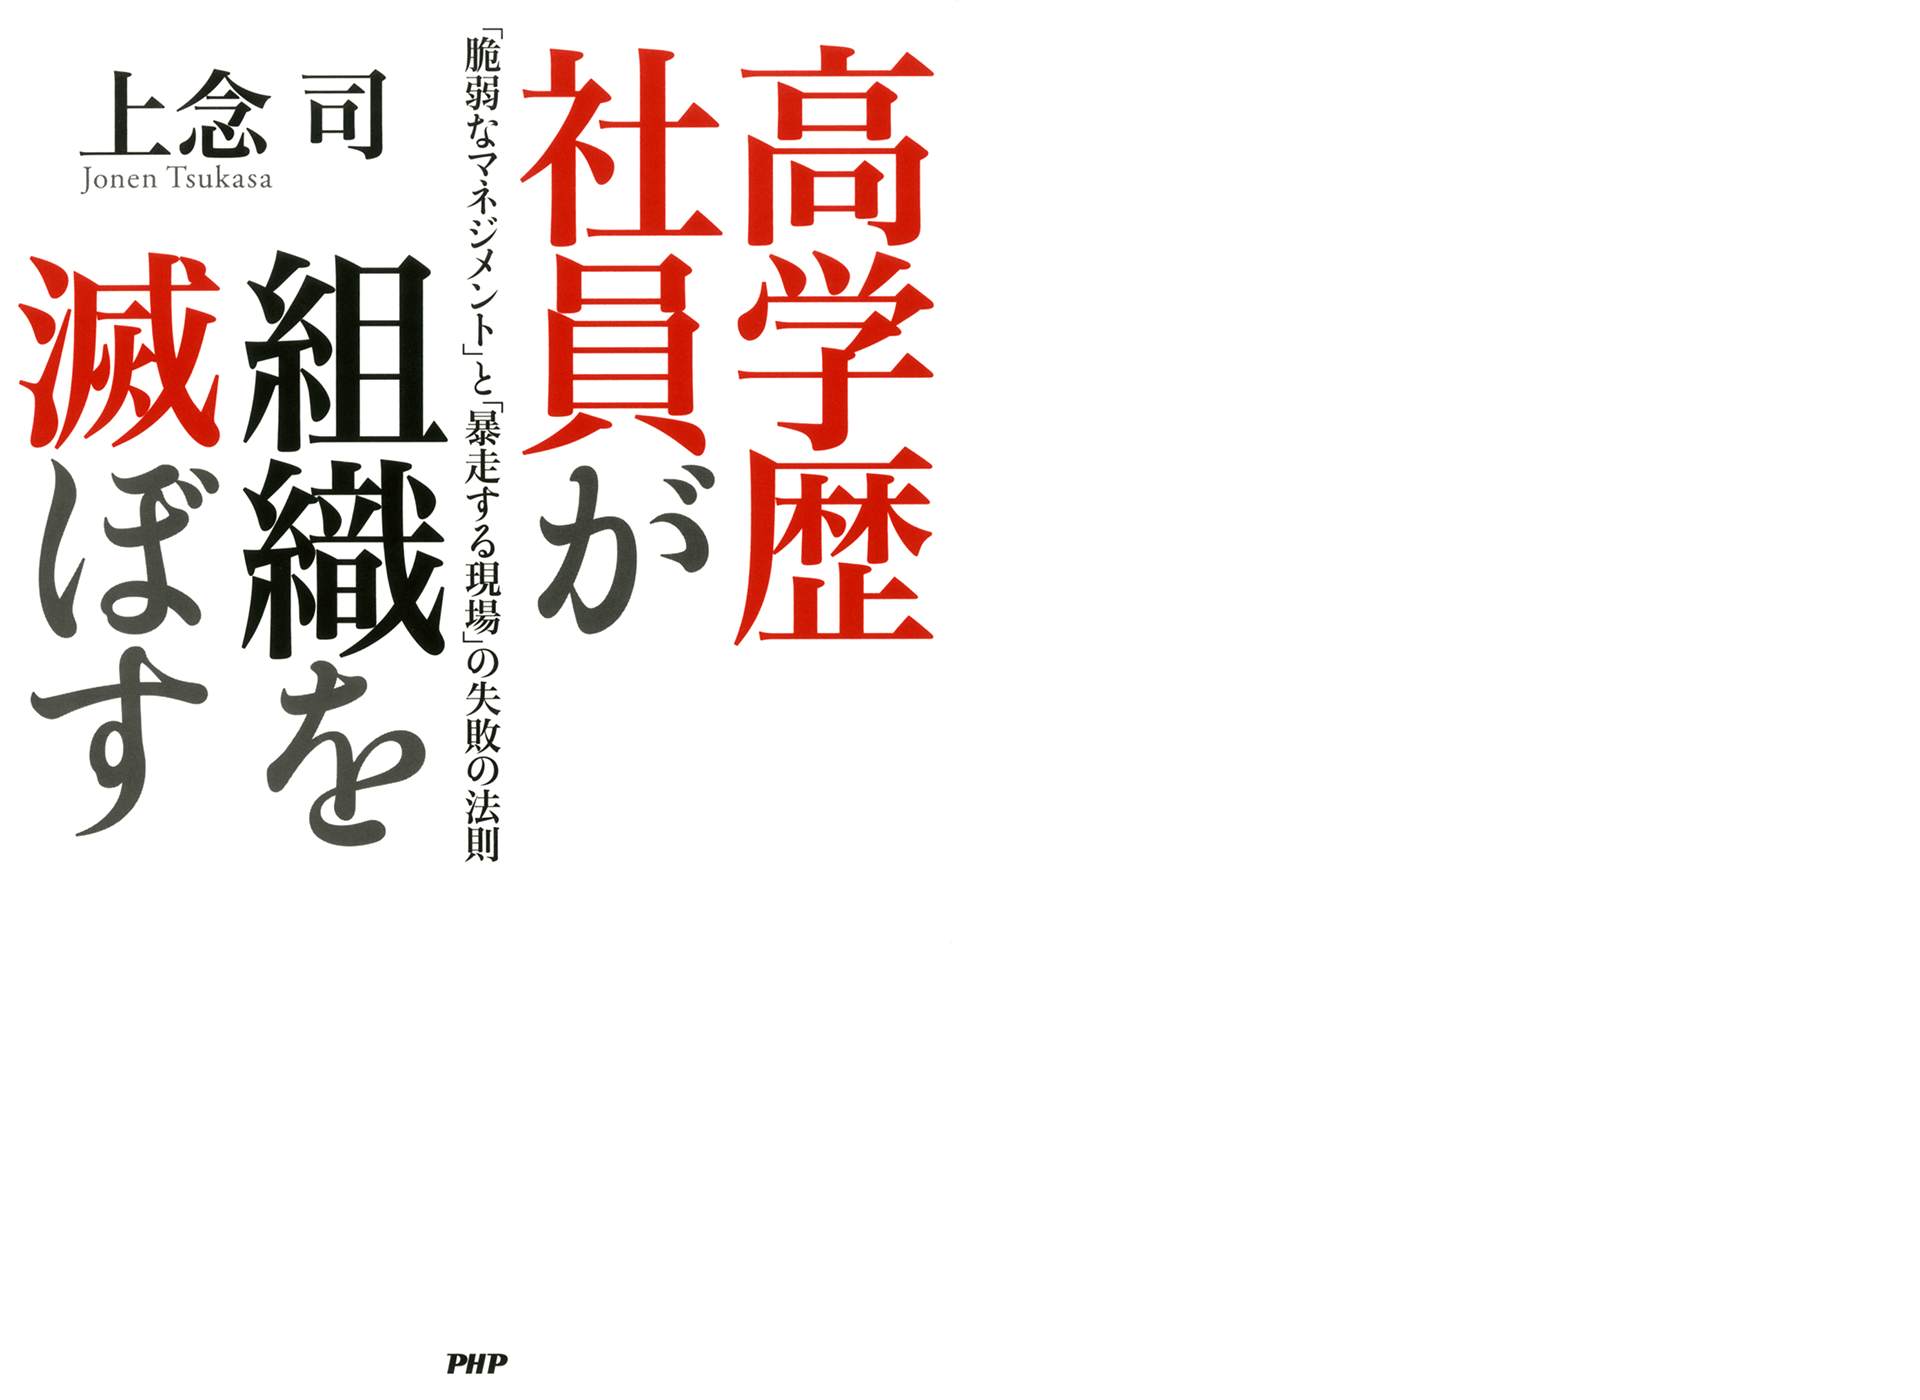 高学歴
社員が
「脆弱なマネジメント」と「暴走する現場」の失敗の法則
組織を
滅ぼす
上念 司
Jonen Tsukasa
PHP